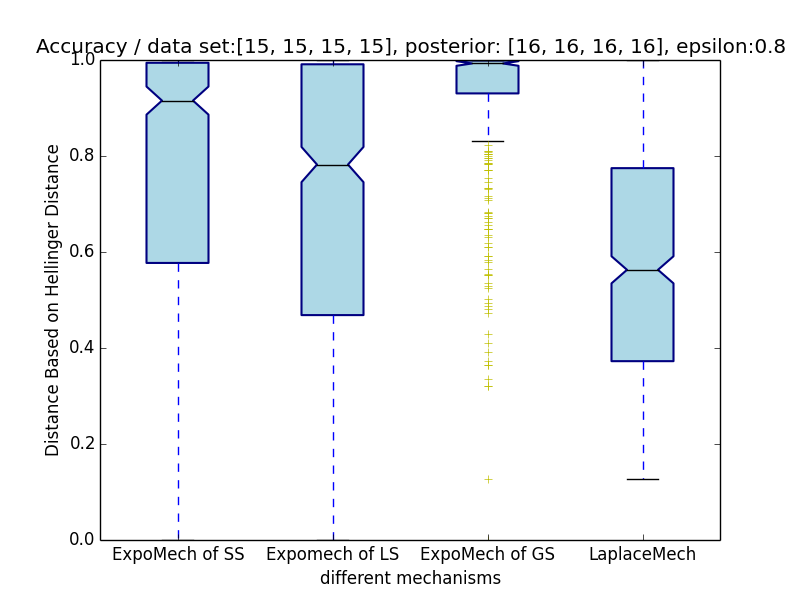 Accuracy / data set:[15, 15, 15, 15], posterior: [16, 16, 16, 16], epsilon:0.8
1.0
0.8
0.6
0.4
0.2
0.0
Distance Based on Hellinger Distance
ExpoMech of SS
Expomech of LS
ExpoMech of GS
LaplaceMech
different mechanisms